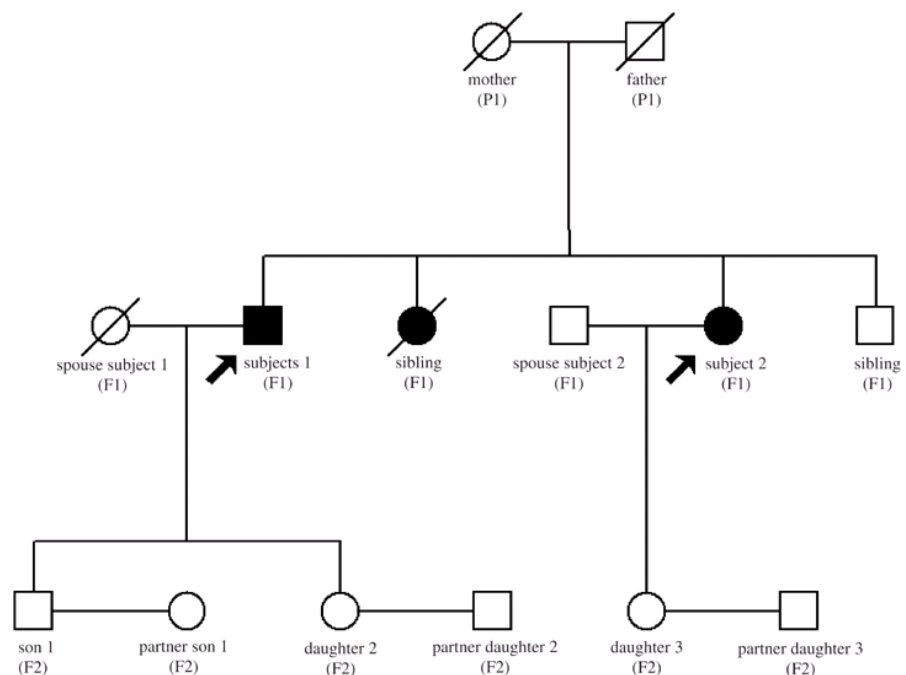 mother
(P1)
father
(P1)
spouse subject 1
(F1)
subjects 1
(F1)
sibling
(F1)
spouse subject 2
(F1)
subject 2
(F1)
sibling
(F1)
son 1
(F2)
partner son 1
(F2)
daughter 2
(F2)
partner daughter 2
(F2)
daughter 3
(F2)
partner daughter 3
(F2)